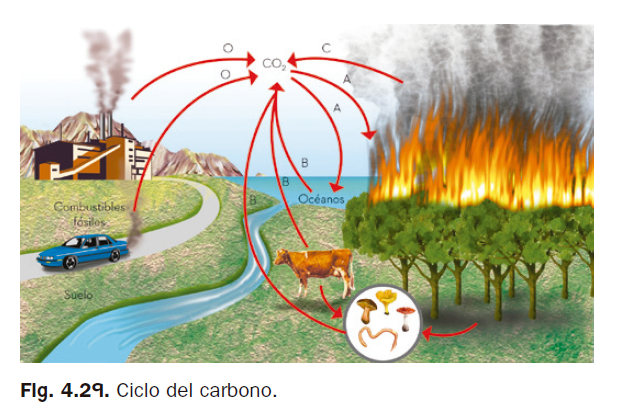 O
C
CO₂
O
A
A
B
B
B
Océanos
Combustibles
fósiles
Suelo
FIg. 4.29. Ciclo del carbono.